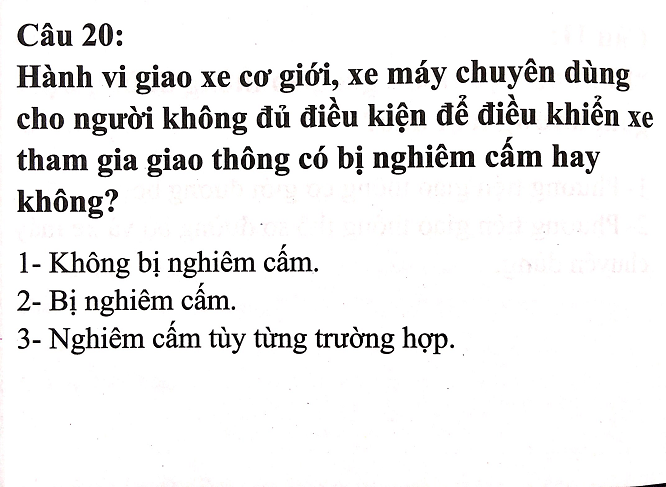 Câu 20:
Hành vi giao xe cơ giới, xe máy chuyên dùng
cho người không đủ điều kiện để điều khiển xe
tham gia giao thông có bị nghiêm cấm hay
không?
1- Không bị nghiêm cấm.
2- Bị nghiêm cấm.
3- Nghiêm cấm tùy từng trường hợp.